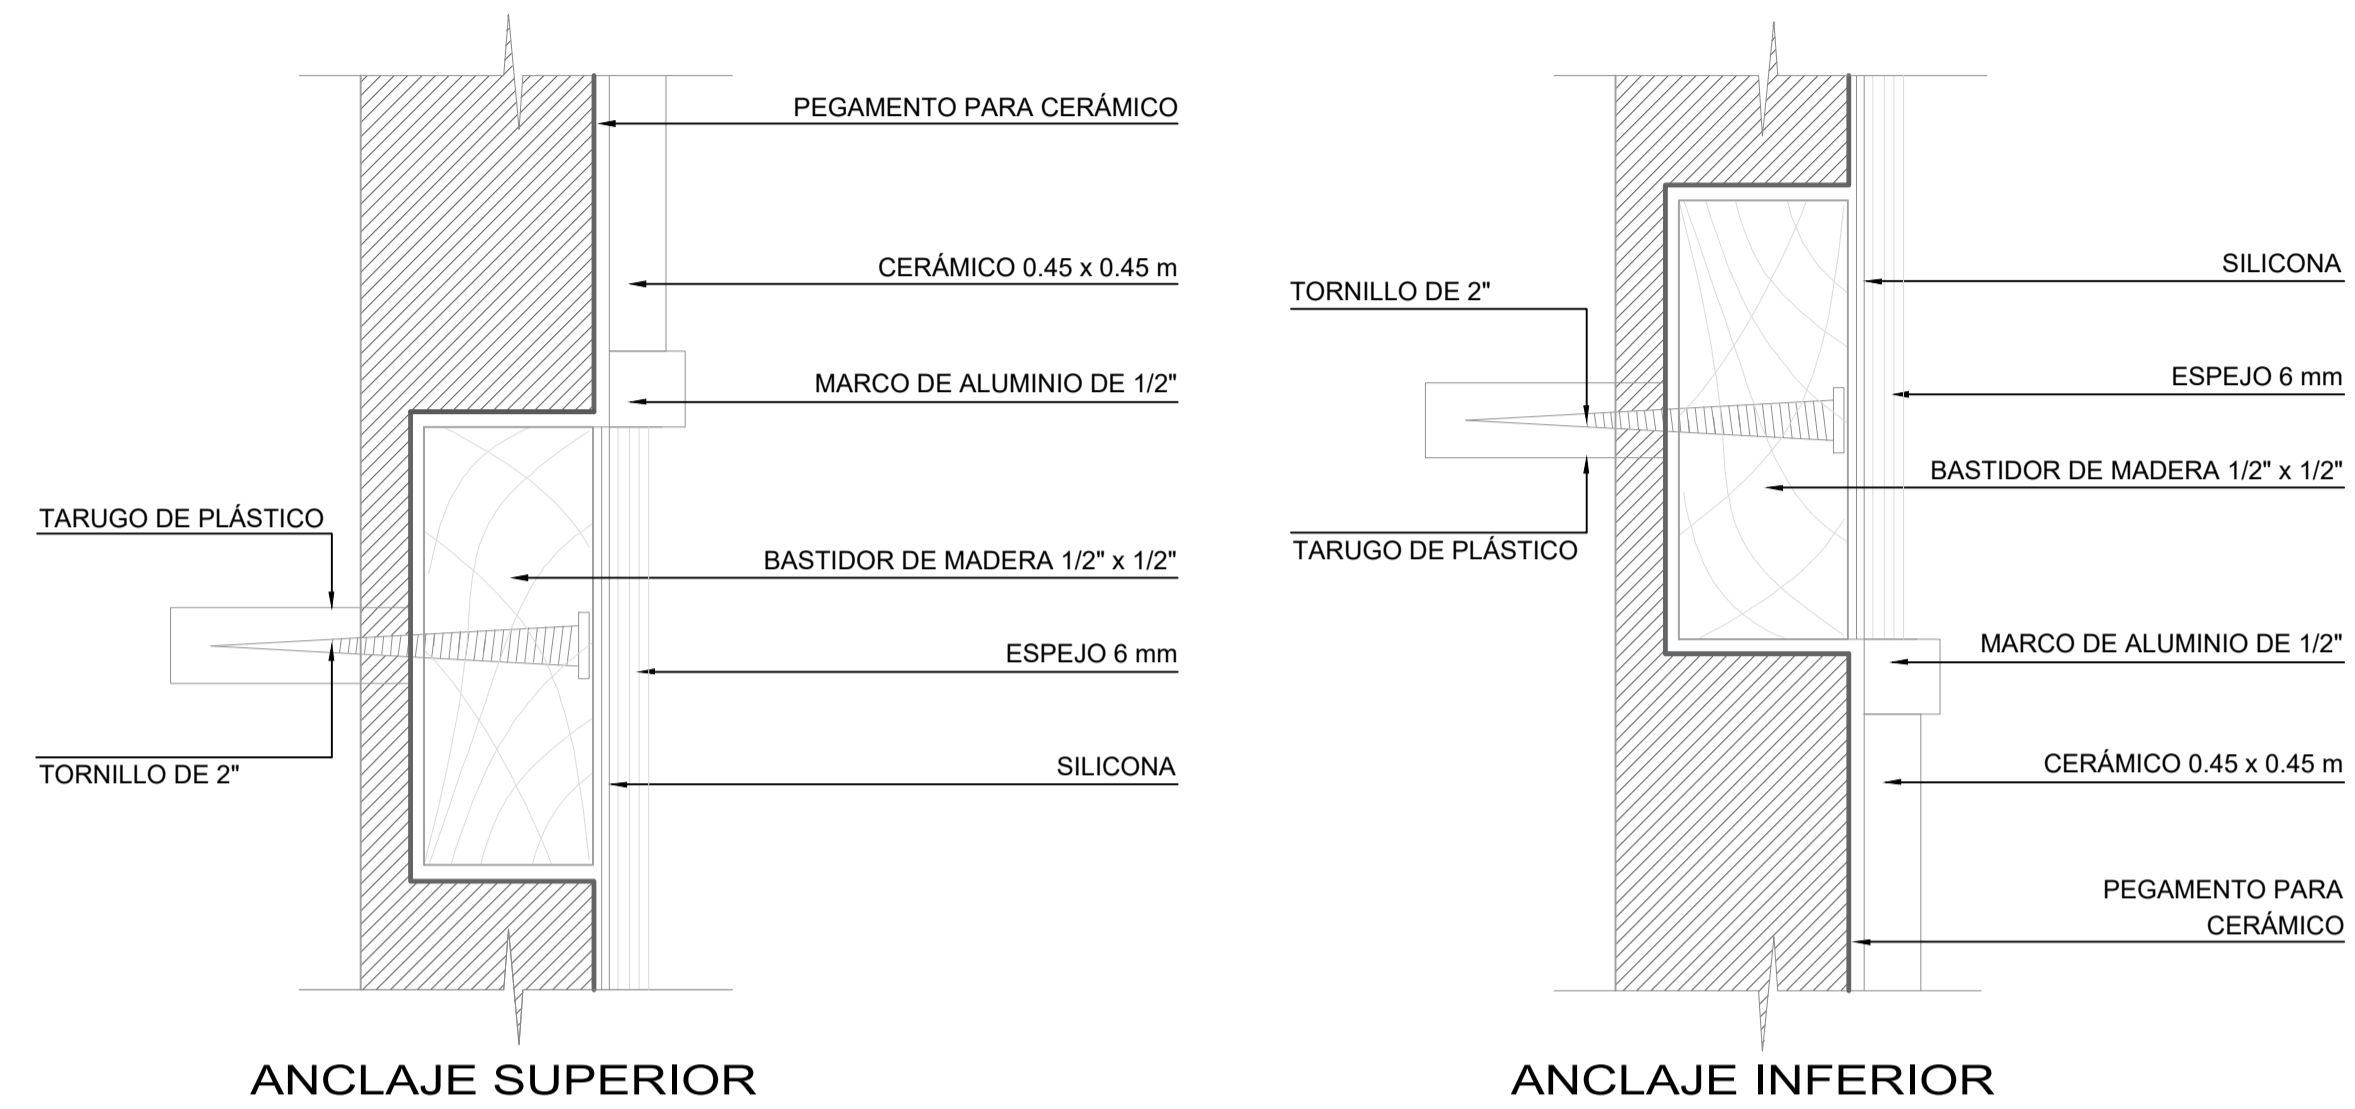 PEGAMENTO PARA CERÁMICO
CERÁMICO 0.45 x 0.45 m
MARCO DE ALUMINIO DE 1/2"
TARUGO DE PLÁSTICO
BASTIDOR DE MADERA 1/2" x 1/2"
ESPEJO 6 mm
SILICONA
TORNILLO DE 2"
ANCLAJE SUPERIOR
SILICONA
TORNILLO DE 2"
ESPEJO 6 mm
BASTIDOR DE MADERA 1/2" x 1/2"
TARUGO DE PLÁSTICO
MARCO DE ALUMINIO DE 1/2"
CERÁMICO 0.45 x 0.45 m
PEGAMENTO PARA
CERÁMICO
ANCLAJE INFERIOR